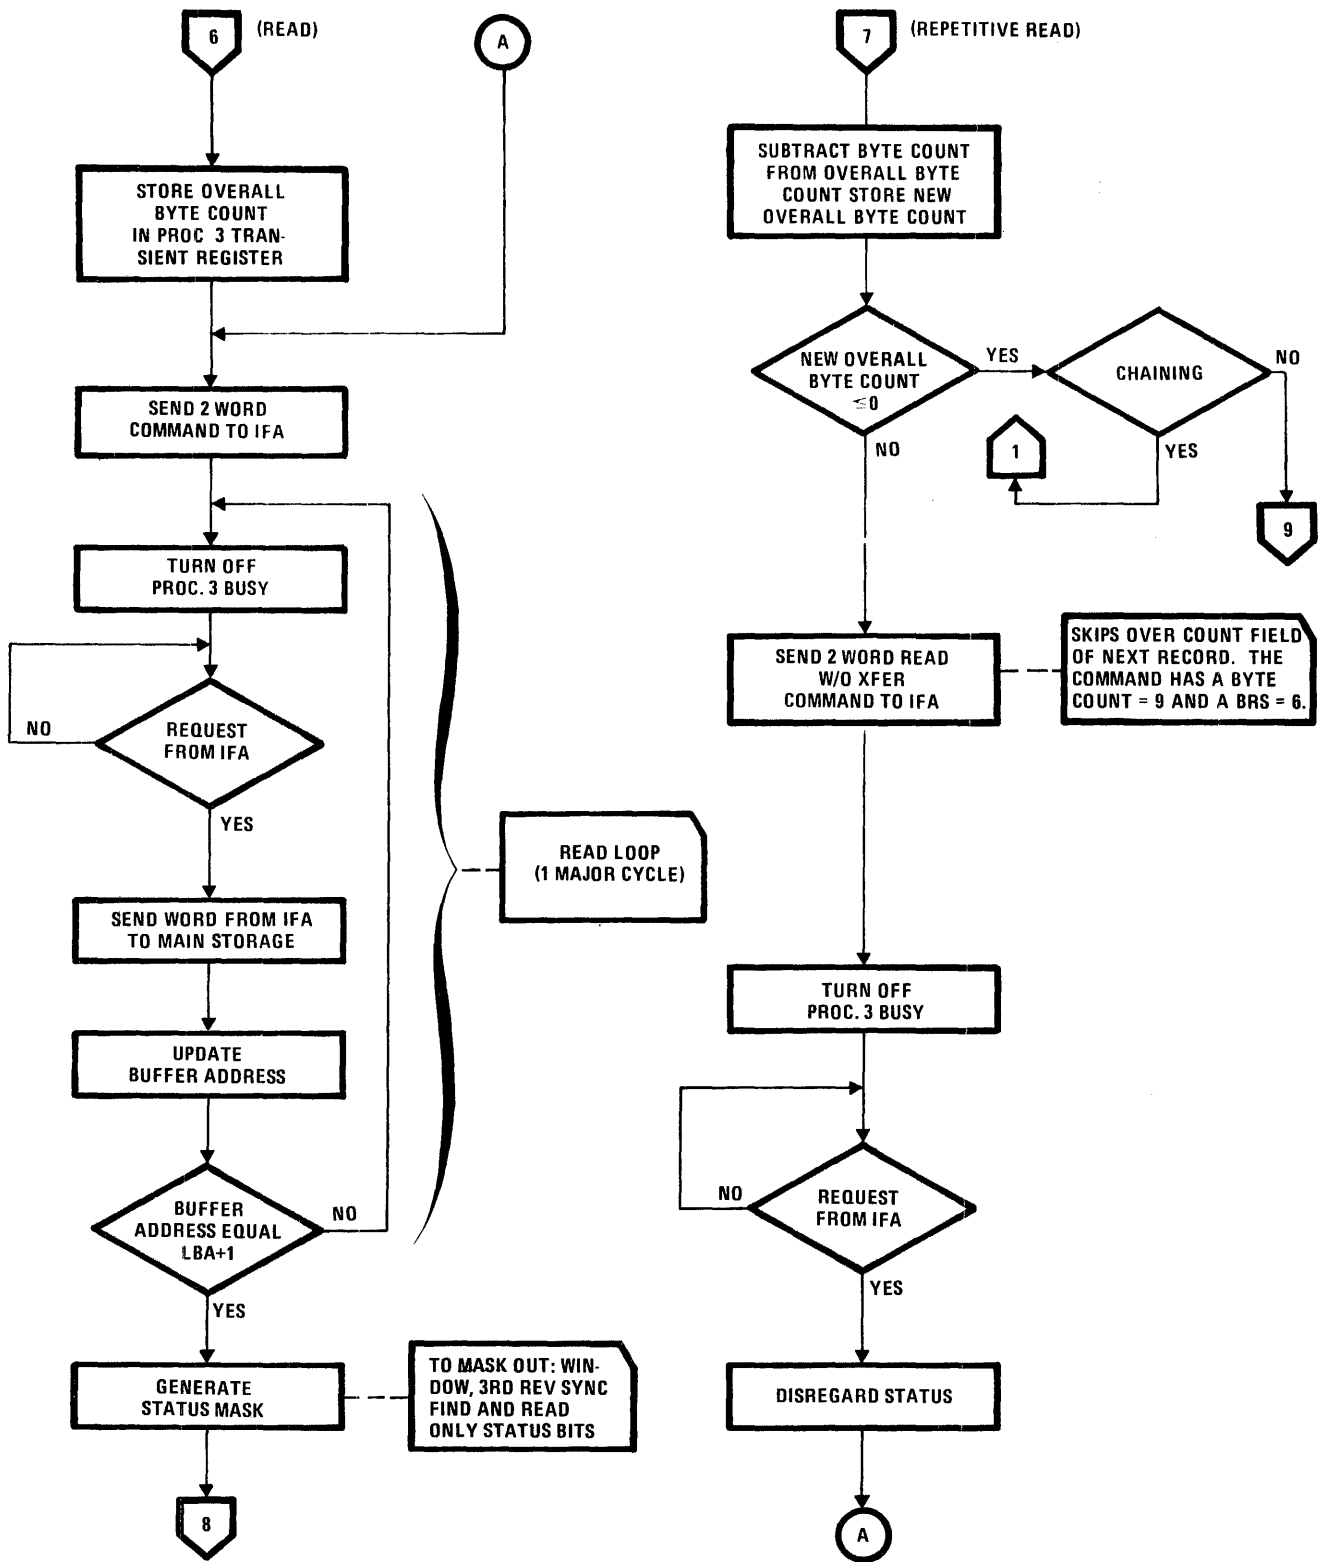 6
(READ)
A
STORE OVERALL
BYTE COUNT
IN PROC 3 TRAN-
SIENT REGISTER
SEND 2 WORD
COMMAND TO IFA
TURN OFF
PROC. 3 BUSY
NO
REQUEST
FROM IFA
YES
SEND WORD FROM IFA
TO MAIN STORAGE
READ LOOP
(1 MAJOR CYCLE)
UPDATE
BUFFER ADDRESS
BUFFER
ADDRESS EQUAL
LBA+1
NO
YES
GENERATE
STATUS MASK
TO MASK OUT: WIN-
DOW, 3RD REV SYNC
FIND AND READ
ONLY STATUS BITS
8
7
(REPETITIVE READ)
SUBTRACT BYTE COUNT
FROM OVERALL BYTE
COUNT STORE NEW
OVERALL BYTE COUNT
NEW OVERALL
BYTE COUNT
≤0
YES
CHAINING
NO
NO
1
YES
9
SEND 2 WORD READ
W/O XFER
COMMAND TO IFA
SKIPS OVER COUNT FIELD
OF NEXT RECORD. THE
COMMAND HAS A BYTE
COUNT = 9 AND A BRS = 6.
TURN OFF
PROC. 3 BUSY
NO
REQUEST
FROM IFA
YES
DISREGARD STATUS
A